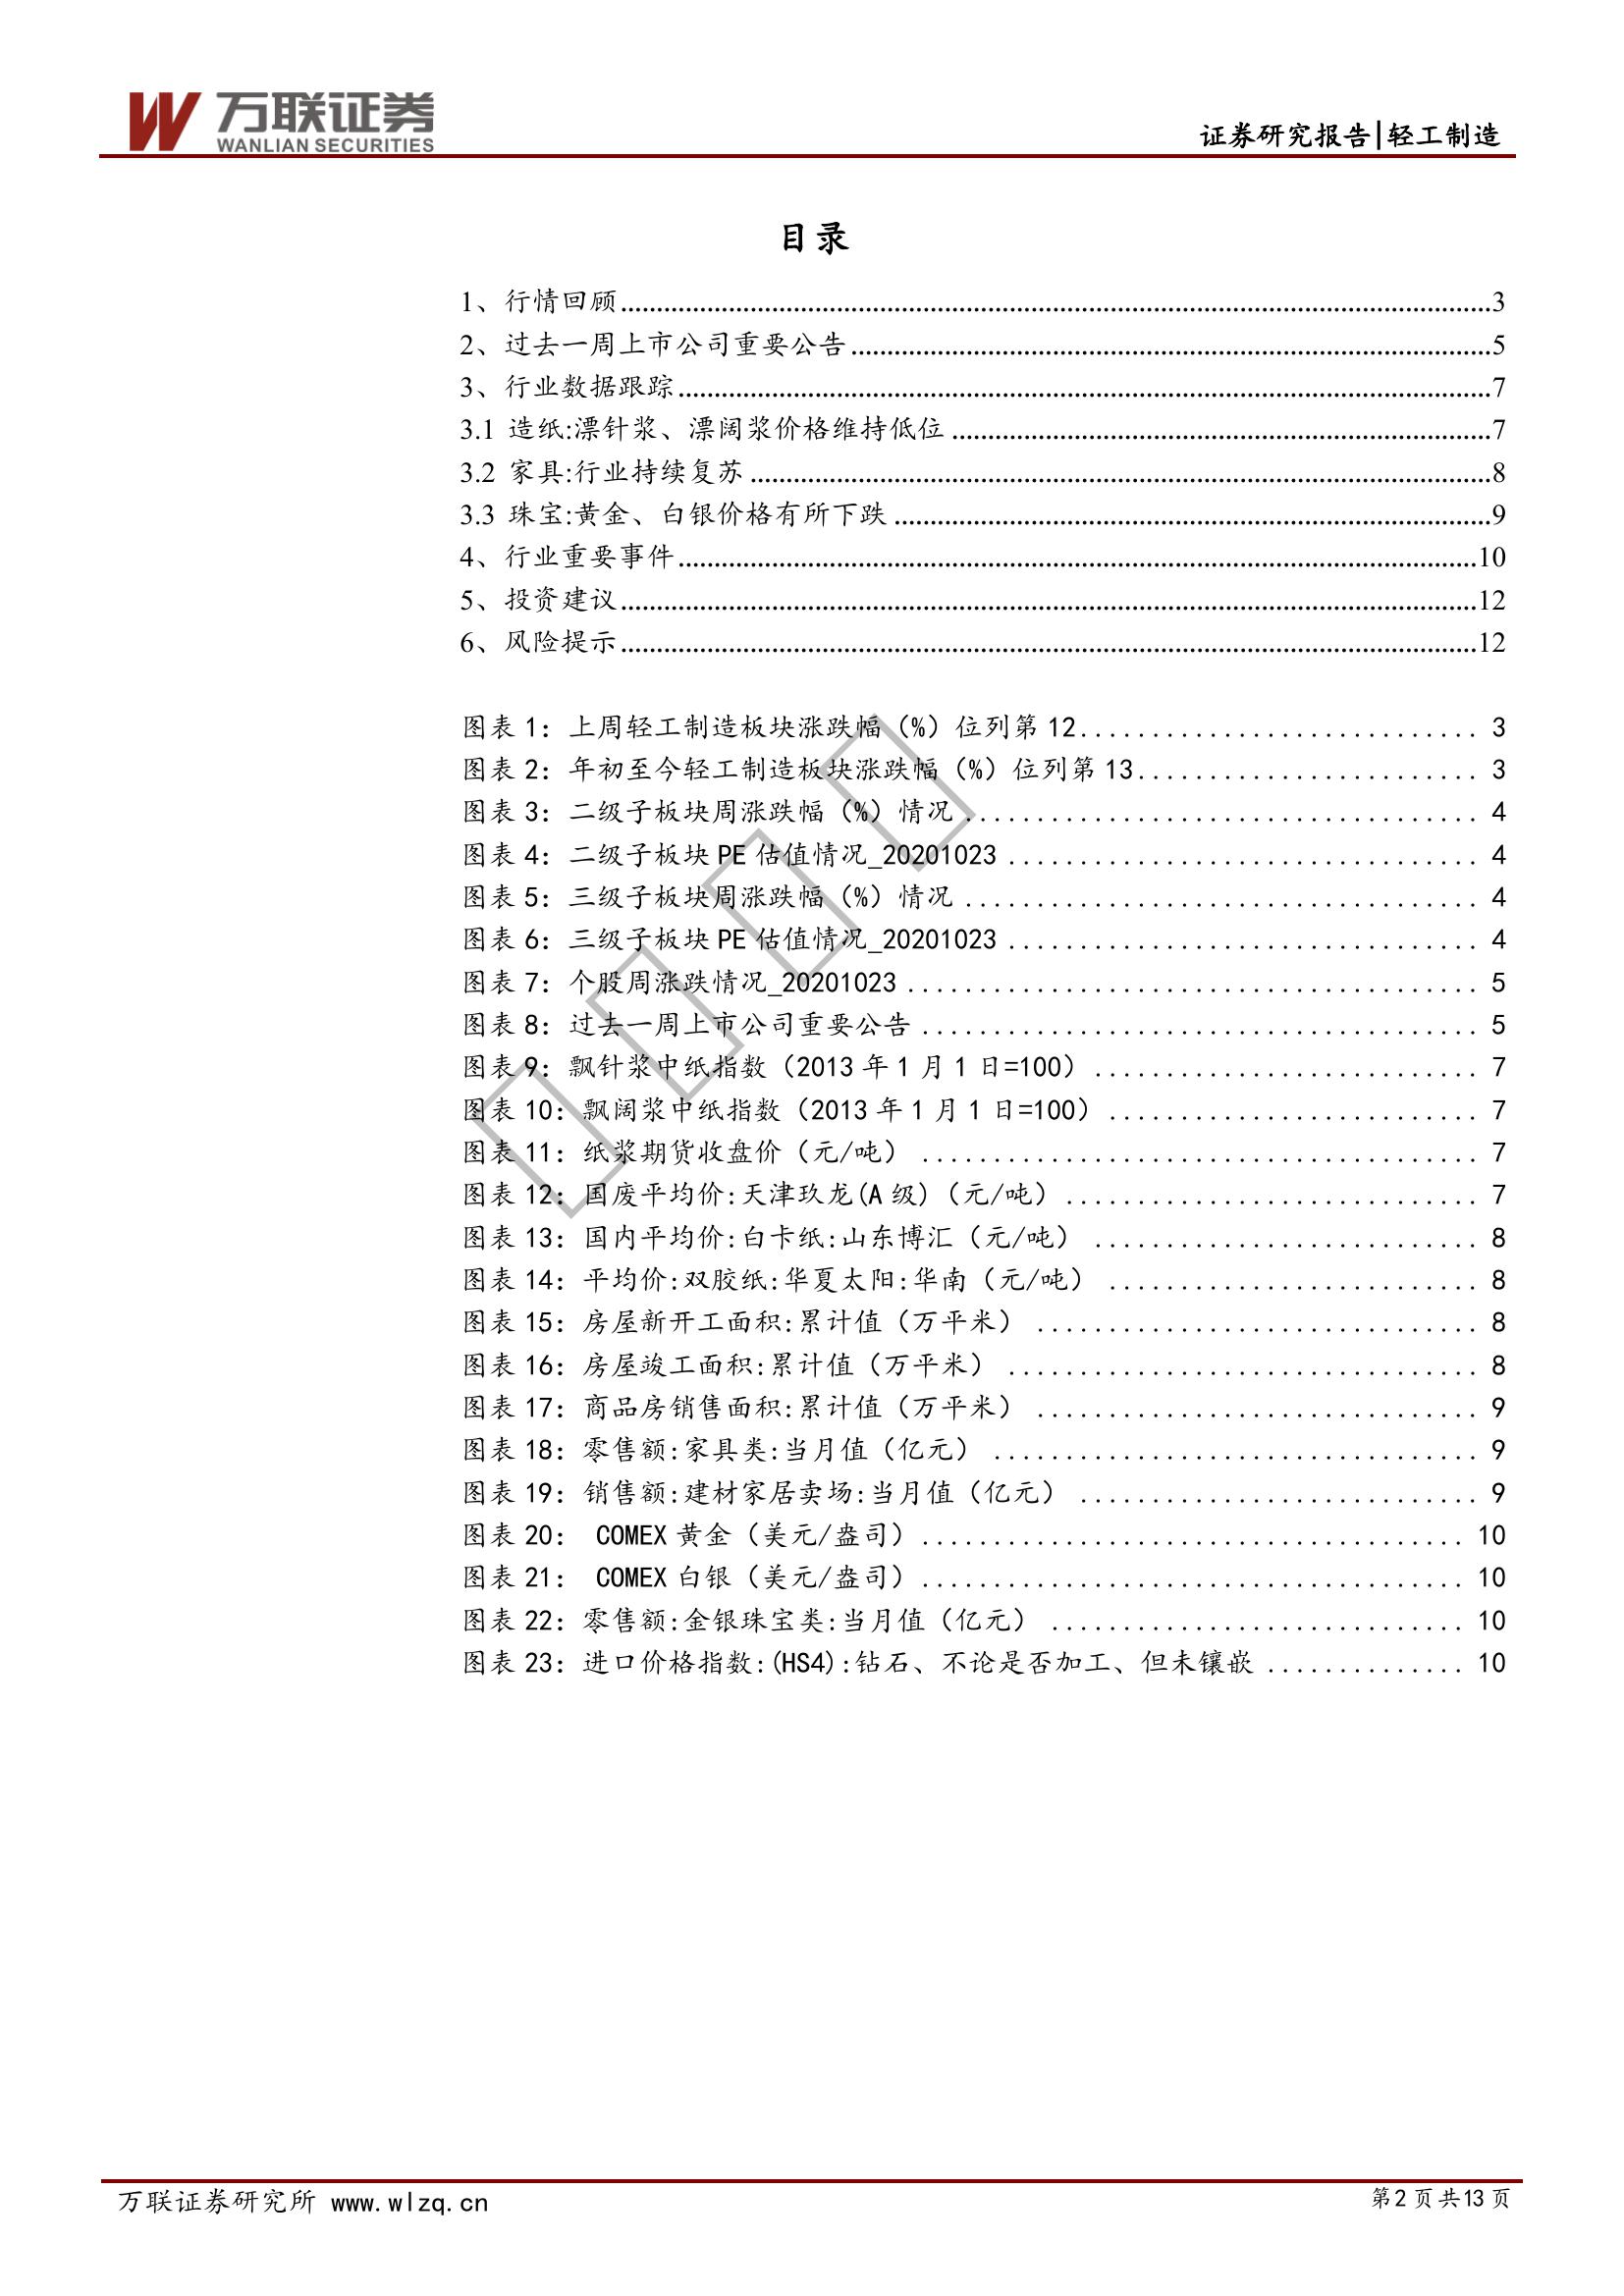 万联证券
WANLIAN SECURITIES
证券研究报告|轻工制造
目录
1、行情回顾........3
2、过去一周上市公司重要公告........5
3、行业数据跟踪........7
3.1 造纸:漂针浆、漂阔浆价格维持低位........7
3.2 家具:行业持续复苏........8
3.3 珠宝:黄金、白银价格有所下跌........9
4、行业重要事件........10
5、投资建议........12
6、风险提示........12
图表 1：上周轻工制造板块涨跌幅（%）位列第 12........ 3
图表 2：年初至今轻工制造板块涨跌幅（%）位列第 13........ 3
图表 3：二级子板块周涨跌幅（%）情况........ 4
图表 4：二级子板块 PE 估值情况_20201023........ 4
图表 5：三级子板块周涨跌幅（%）情况........ 4
图表 6：三级子板块 PE 估值情况_20201023........ 4
图表 7：个股周涨跌情况_20201023........ 5
图表 8：过去一周上市公司重要公告........ 5
图表 9：飘针浆中纸指数（2013 年 1 月 1 日=100）........ 7
图表 10：飘阔浆中纸指数（2013 年 1 月 1 日=100）........ 7
图表 11：纸浆期货收盘价（元/吨）........ 7
图表 12：国废平均价:天津玖龙(A 级)（元/吨）........ 7
图表 13：国内平均价:白卡纸:山东博汇（元/吨）........ 8
图表 14：平均价:双胶纸:华夏太阳:华南（元/吨）........ 8
图表 15：房屋新开工面积:累计值（万平米）........ 8
图表 16：房屋竣工面积:累计值（万平米）........ 8
图表 17：商品房销售面积:累计值（万平米）........ 9
图表 18：零售额:家具类:当月值（亿元）........ 9
图表 19：销售额:建材家居卖场:当月值（亿元）........ 9
图表 20： COMEX 黄金（美元/盎司）........ 10
图表 21： COMEX 白银（美元/盎司）........ 10
图表 22：零售额:金银珠宝类:当月值（亿元）........ 10
图表 23：进口价格指数:(HS4):钻石、不论是否加工、但未镶嵌........ 10
万联证券研究所 www.wlzq.cn
第2页共13页